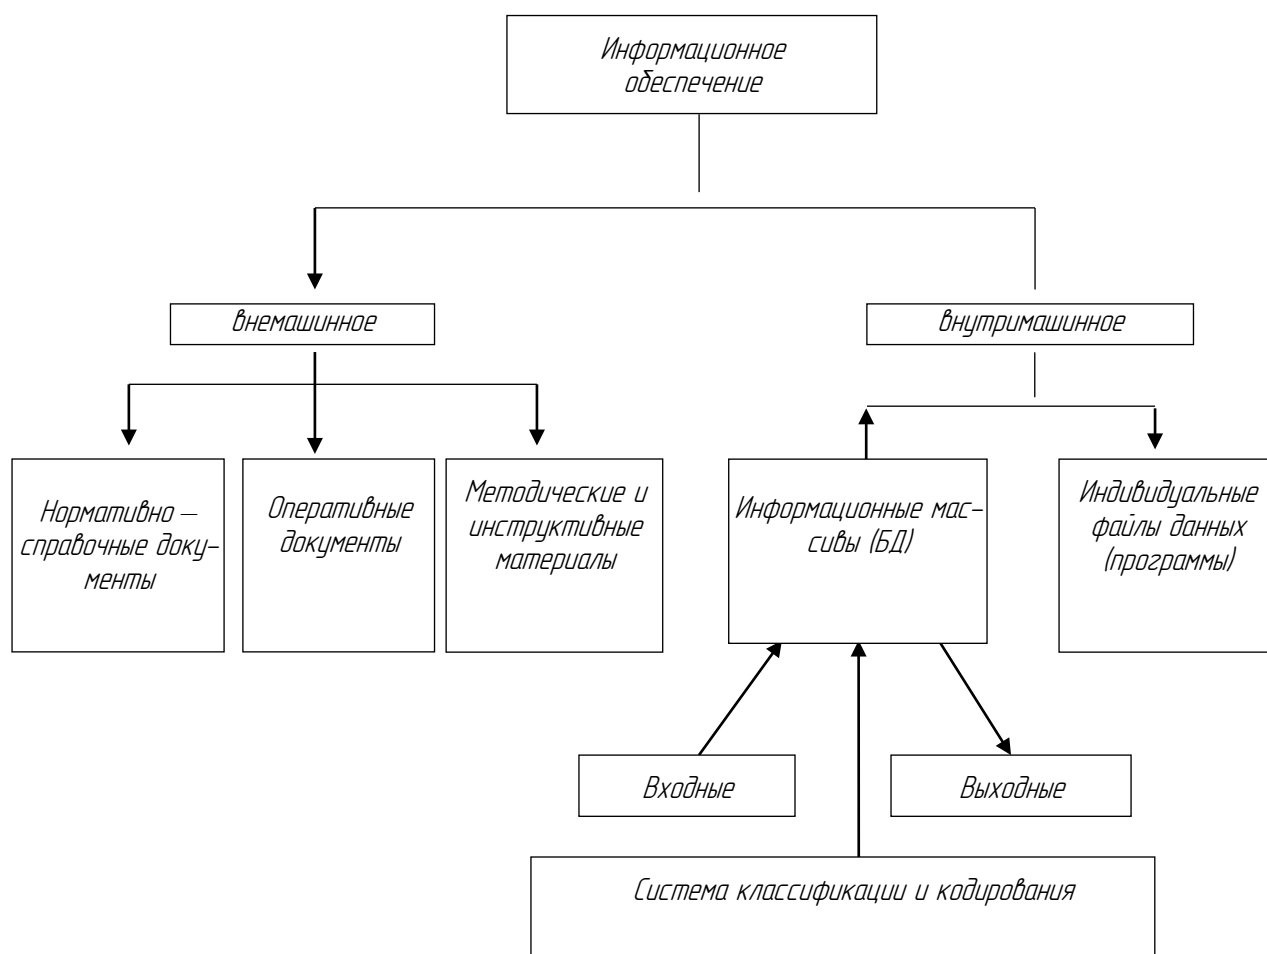 Информационное
обеспечение
внемашинное
внутримашинное
Нормативно –
справочные доку-
менты
Оперативные
документы
Методические и
инструктивные
материалы
Информационные мас-
сивы (БД)
Индивидуальные
файлы данных
(программы)
Входные
Выходные
Система классификации и кодирования